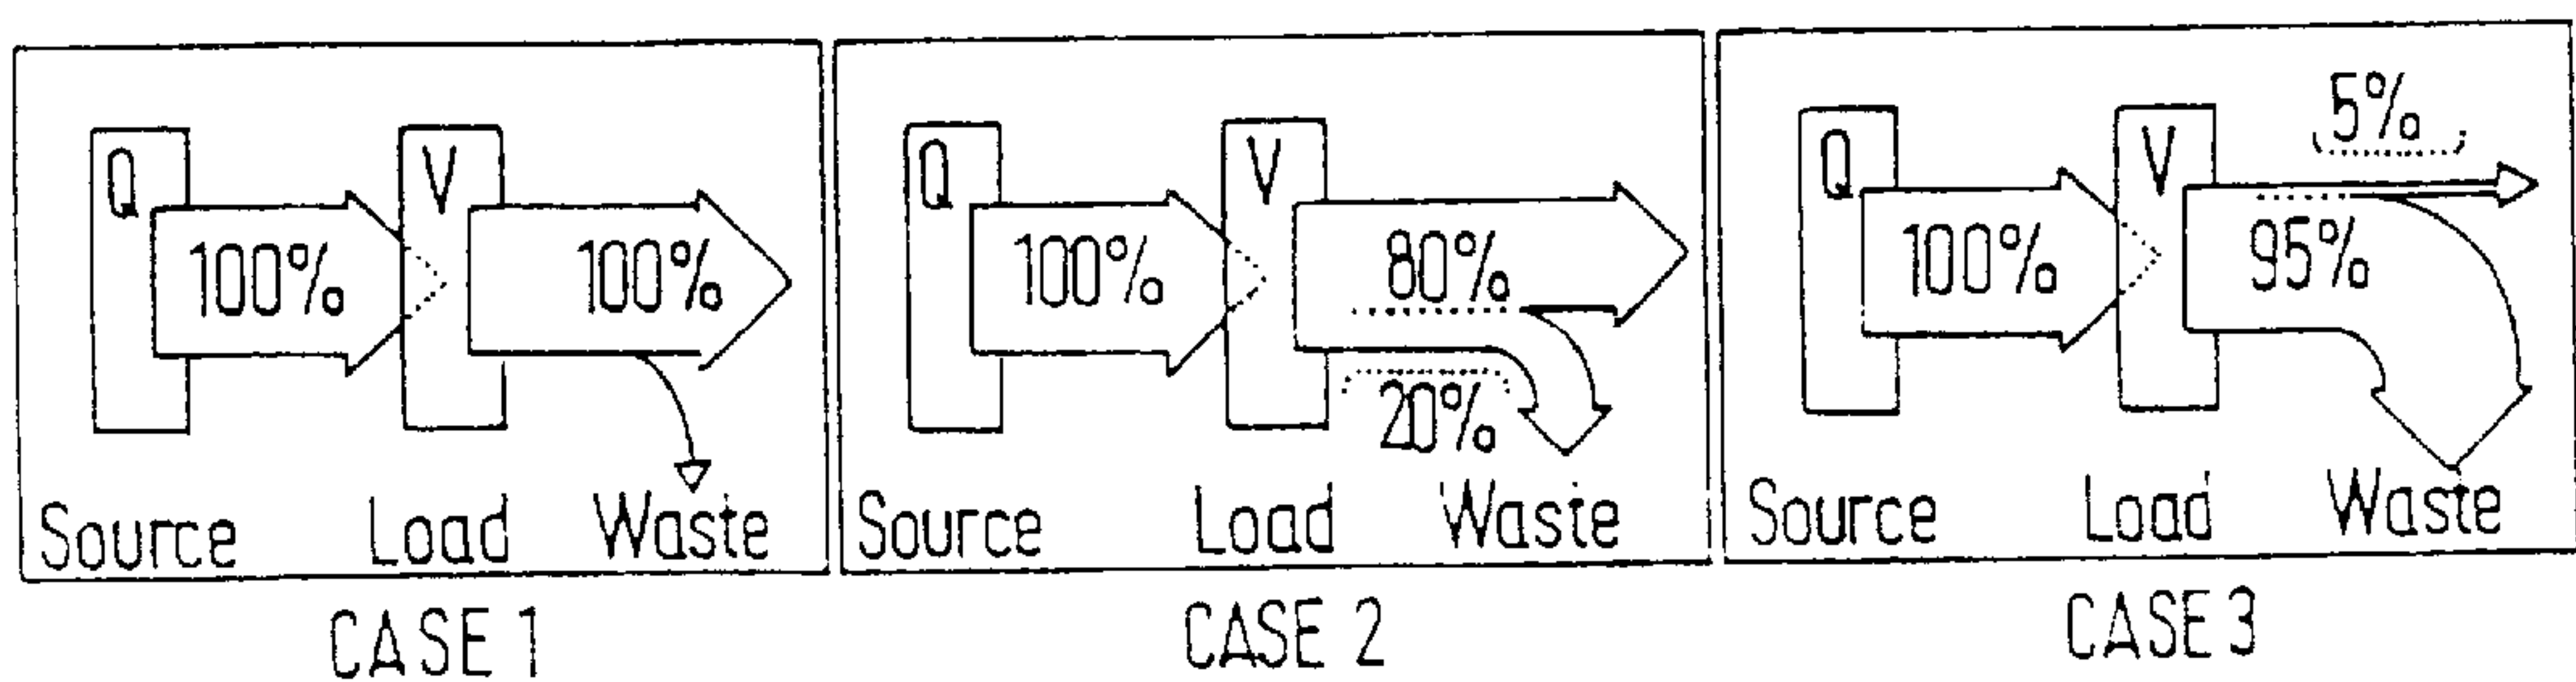 Q V
100% 100%
Source Load Waste
CASE 1
Q V
100% 80%
20%
Source Load Waste
CASE 2
5%
Q V
100% 95%
Source Load Waste
CASE 3